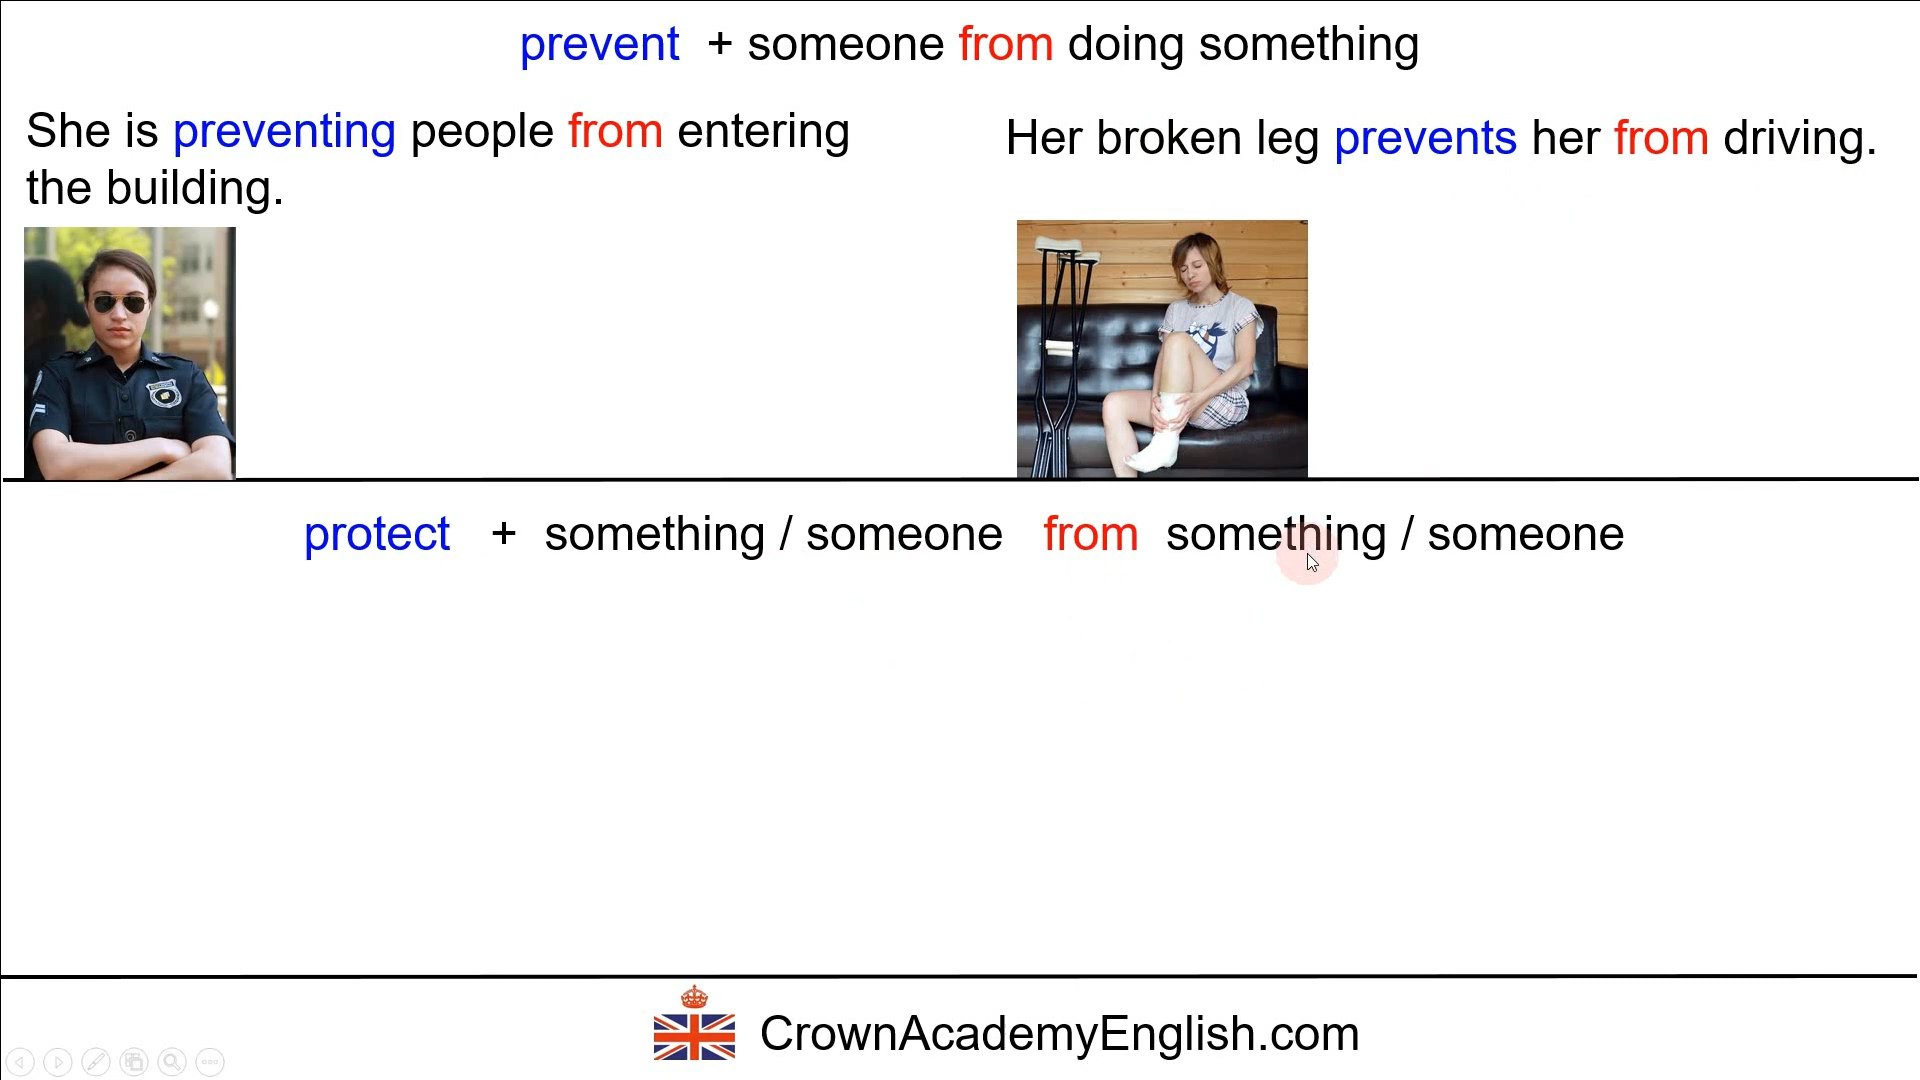 prevent + someone from doing something
She is preventing people from entering
the building.
Her broken leg prevents her from driving.
protect + something / someone from something / someone
CrownAcademyEnglish.com